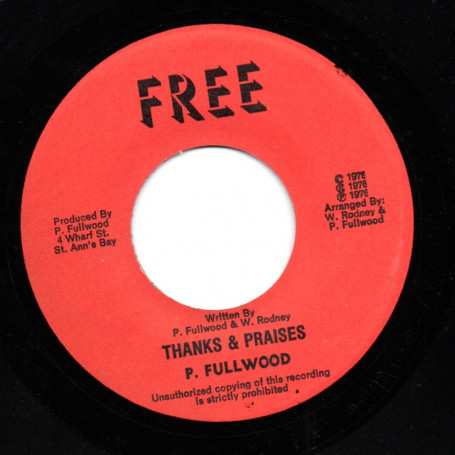 FREE
Produced By
P. Fullwood
4 Wharf St.
St. Ann's Bay
© 1976
1976
℗ 1976
Arranged By:
W. Rodney &
P. Fullwood
Written By
P. Fullwood & W. Rodney
THANKS & PRAISES
P. FULLWOOD
Unauthorized copying of this recording
is strictly prohibited